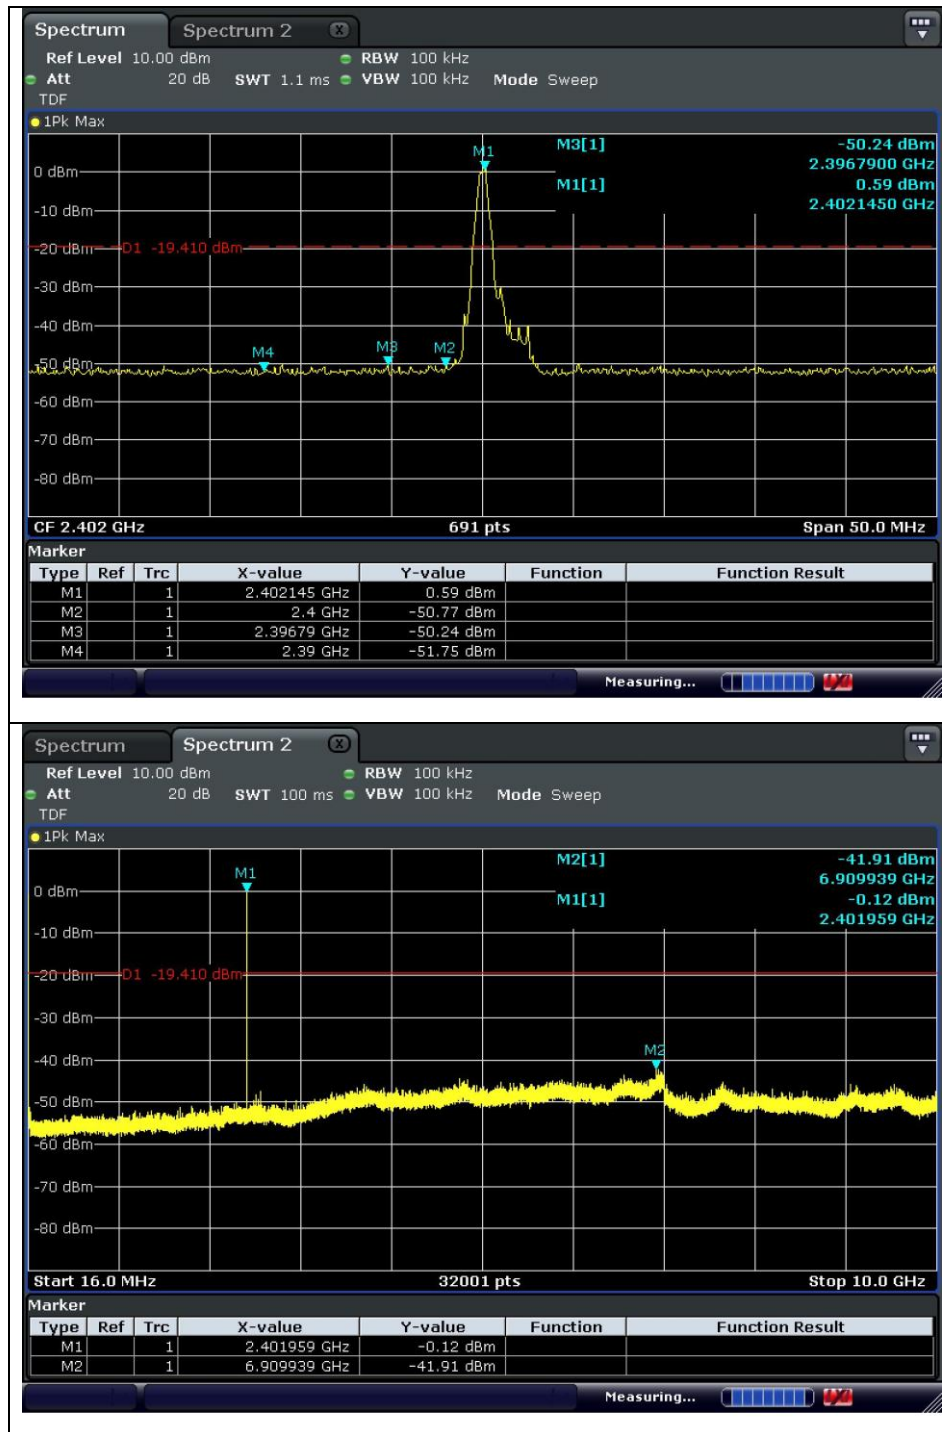 Spectrum Spectrum 2 X
Ref Level 10.00 dBm RBW 100 kHz
Att 20 dB SWT 1.1 ms VBW 100 kHz Mode Sweep
TDF
1Pk Max
M3[1] -50.24 dBm
2.3967900 GHz
M1[1] 0.59 dBm
2.4021450 GHz
M1
0 dBm
-10 dBm
-20 dBm D1 -19.410 dBm
-30 dBm
-40 dBm
M4 M3 M2
-50 dBm
-60 dBm
-70 dBm
-80 dBm
CF 2.402 GHz 691 pts Span 50.0 MHz
Marker
Type Ref Trc X-value Y-value Function Function Result
M1 1 2.402145 GHz 0.59 dBm
M2 1 2.4 GHz -50.77 dBm
M3 1 2.39679 GHz -50.24 dBm
M4 1 2.39 GHz -51.75 dBm
Measuring...
Spectrum Spectrum 2 X
Ref Level 10.00 dBm RBW 100 kHz
Att 20 dB SWT 100 ms VBW 100 kHz Mode Sweep
TDF
1Pk Max
M2[1] -41.91 dBm
6.909939 GHz
M1[1] -0.12 dBm
2.401959 GHz
M1
0 dBm
-10 dBm
-20 dBm D1 -19.410 dBm
-30 dBm
M2
-40 dBm
-50 dBm
-60 dBm
-70 dBm
-80 dBm
Start 16.0 MHz 32001 pts Stop 10.0 GHz
Marker
Type Ref Trc X-value Y-value Function Function Result
M1 1 2.401959 GHz -0.12 dBm
M2 1 6.909939 GHz -41.91 dBm
Measuring...